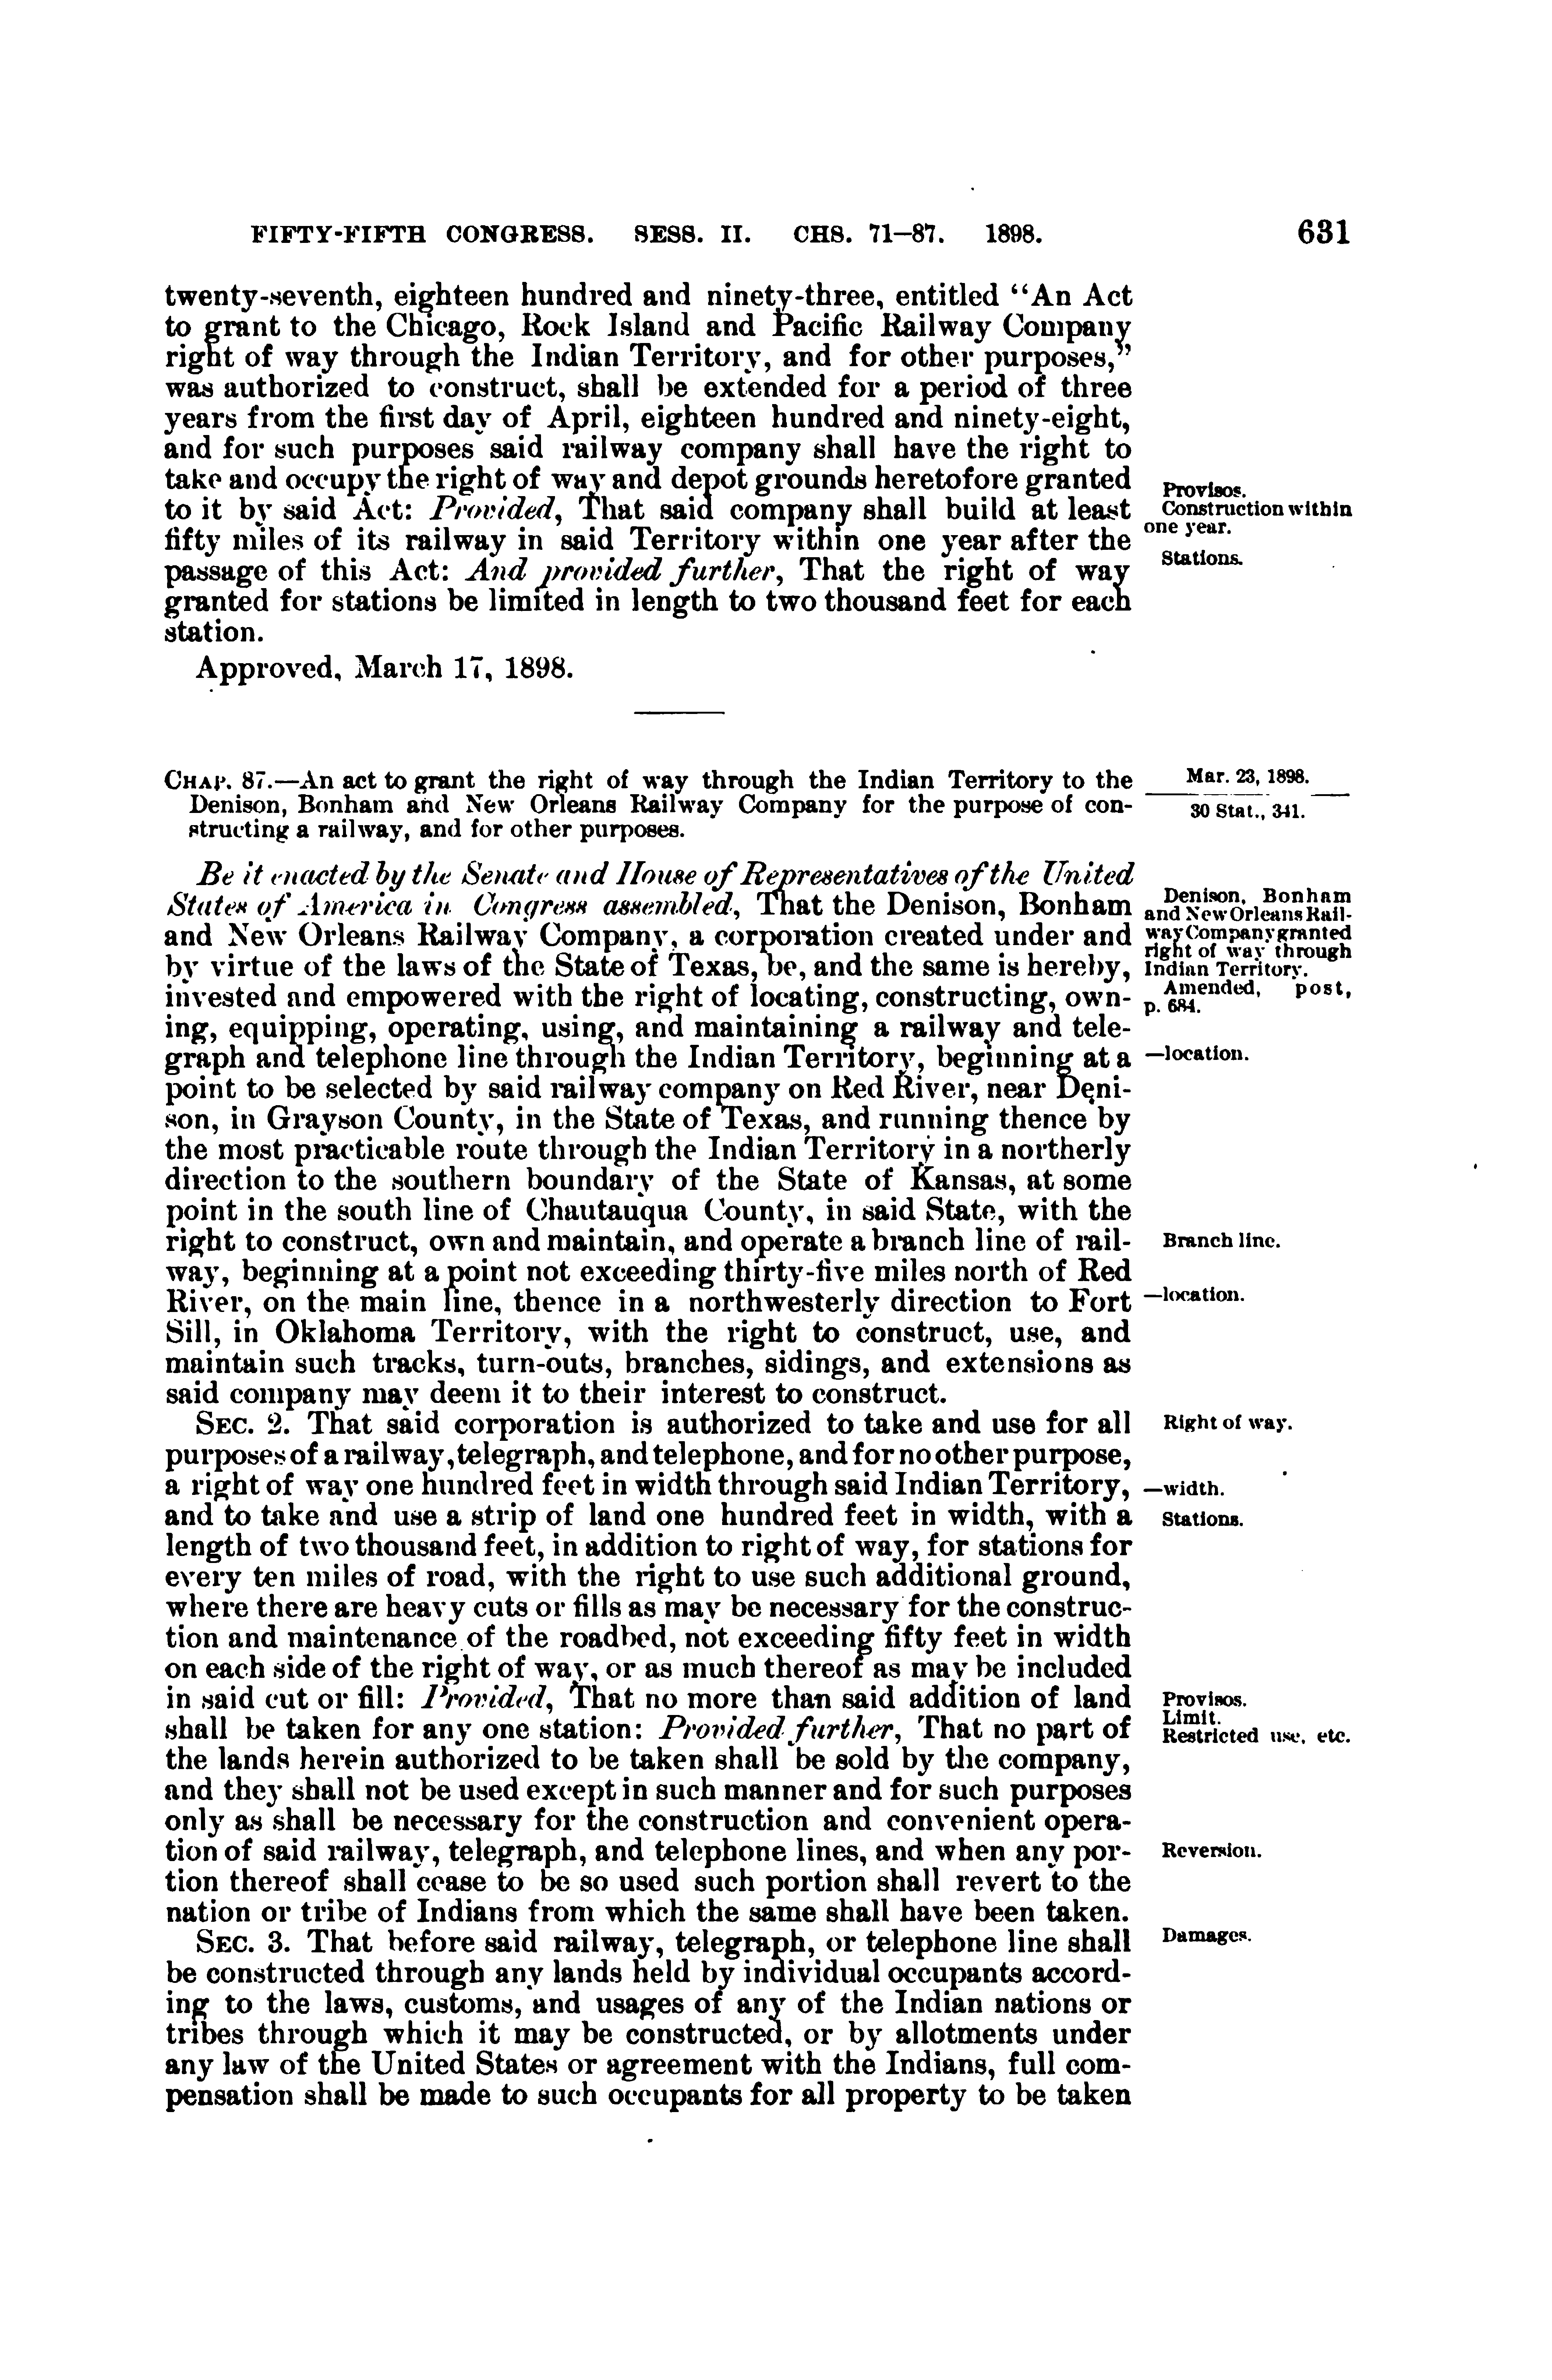 FIFTY-FIFTH CONGRESS. SESS. II. CHS. 71–87. 1898. 631
twenty-seventh, eighteen hundred and ninety-three, entitled “An Act
to grant to the Chicago, Rock Island and Pacific Railway Company
right of way through the Indian Territory, and for other purposes,”
was authorized to construct, shall be extended for a period of three
years from the first day of April, eighteen hundred and ninety-eight,
and for such purposes said railway company shall have the right to
take and occupy the right of way and depot grounds heretofore granted
to it by said Act: Provided, That said company shall build at least
fifty miles of its railway in said Territory within one year after the
passage of this Act: And provided further, That the right of way
granted for stations be limited in length to two thousand feet for each
station.
Provisos.
Construction within
one year.
Stations.
Approved, March 17, 1898.
CHAP. 87.—An act to grant the right of way through the Indian Territory to the
Denison, Bonham and New Orleans Railway Company for the purpose of con-
structing a railway, and for other purposes.
Mar. 23, 1898.
30 Stat., 341.
Be it enacted by the Senate and House of Representatives of the United
States of America in Congress assembled, That the Denison, Bonham
and New Orleans Railway Company, a corporation created under and
by virtue of the laws of the State of Texas, be, and the same is hereby,
invested and empowered with the right of locating, constructing, own-
ing, equipping, operating, using, and maintaining a railway and tele-
graph and telephone line through the Indian Territory, beginning at a
point to be selected by said railway company on Red River, near Deni-
son, in Grayson County, in the State of Texas, and running thence by
the most practicable route through the Indian Territory in a northerly
direction to the southern boundary of the State of Kansas, at some
point in the south line of Chautauqua County, in said State, with the
right to construct, own and maintain, and operate a branch line of rail-
way, beginning at a point not exceeding thirty-five miles north of Red
River, on the main line, thence in a northwesterly direction to Fort
Sill, in Oklahoma Territory, with the right to construct, use, and
maintain such tracks, turn-outs, branches, sidings, and extensions as
said company may deem it to their interest to construct.
Denison, Bonham
and New Orleans Rail-
way Company granted
right of way through
Indian Territory.
Amended, post,
p. 684.
—location.
Branch line.
—location.
SEC. 2. That said corporation is authorized to take and use for all
purposes of a railway, telegraph, and telephone, and for no other purpose,
a right of way one hundred feet in width through said Indian Territory,
and to take and use a strip of land one hundred feet in width, with a
length of two thousand feet, in addition to right of way, for stations for
every ten miles of road, with the right to use such additional ground,
where there are heavy cuts or fills as may be necessary for the construc-
tion and maintenance of the roadbed, not exceeding fifty feet in width
on each side of the right of way, or as much thereof as may be included
in said cut or fill: Provided, That no more than said addition of land
shall be taken for any one station: Provided further, That no part of
the lands herein authorized to be taken shall be sold by the company,
and they shall not be used except in such manner and for such purposes
only as shall be necessary for the construction and convenient opera-
tion of said railway, telegraph, and telephone lines, and when any por-
tion thereof shall cease to be so used such portion shall revert to the
nation or tribe of Indians from which the same shall have been taken.
Right of way.
—width.
Stations.
Provisos.
Limit.
Restricted use, etc.
Reversion.
SEC. 3. That before said railway, telegraph, or telephone line shall
be constructed through any lands held by individual occupants accord-
ing to the laws, customs, and usages of any of the Indian nations or
tribes through which it may be constructed, or by allotments under
any law of the United States or agreement with the Indians, full com-
pensation shall be made to such occupants for all property to be taken
Damages.